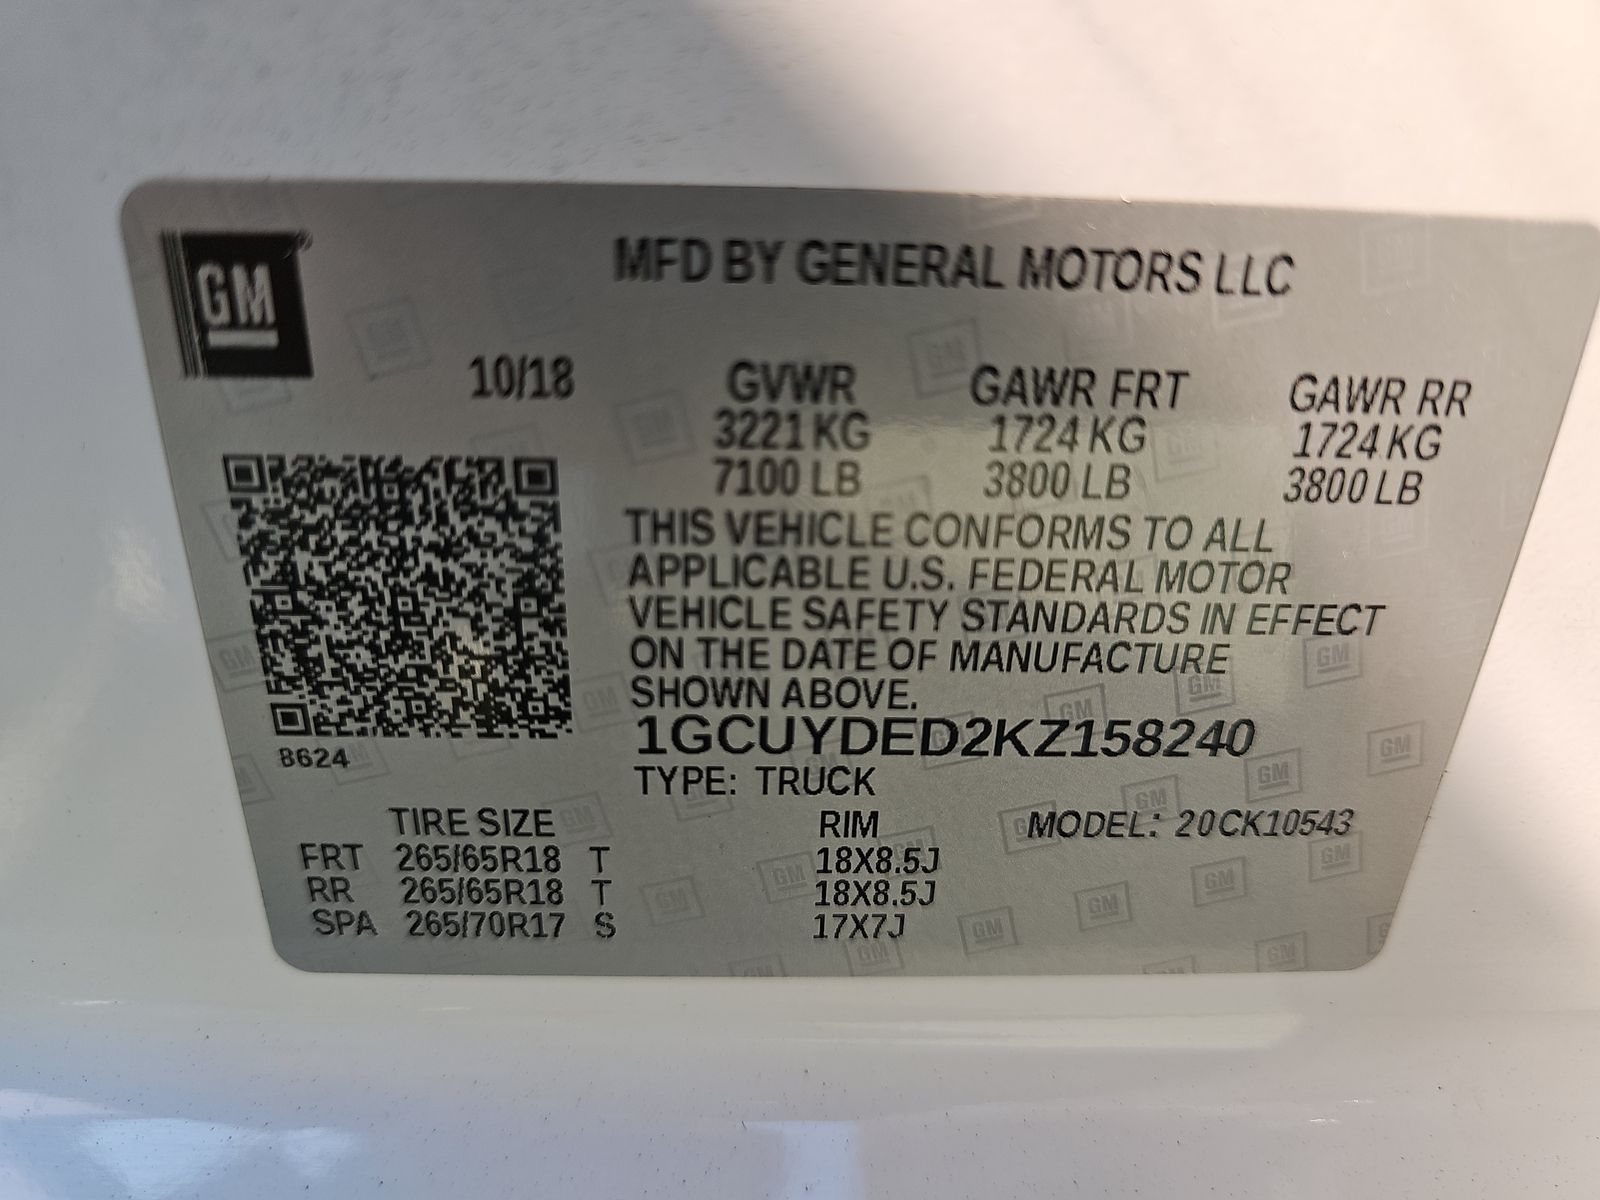 GM
MFD BY GENERAL MOTORS LLC
10/18
GVWR GAWR FRT GAWR RR
3221 KG 1724 KG 1724 KG
7100 LB 3800 LB 3800 LB
THIS VEHICLE CONFORMS TO ALL
APPLICABLE U.S. FEDERAL MOTOR
VEHICLE SAFETY STANDARDS IN EFFECT
ON THE DATE OF MANUFACTURE
SHOWN ABOVE.
1GCUYDED2KZ158240
8624
TYPE: TRUCK
TIRE SIZE RIM MODEL: 20CK10543
FRT 265/65R18 T 18X8.5J
RR 265/65R18 T 18X8.5J
SPA 265/70R17 S 17X7J